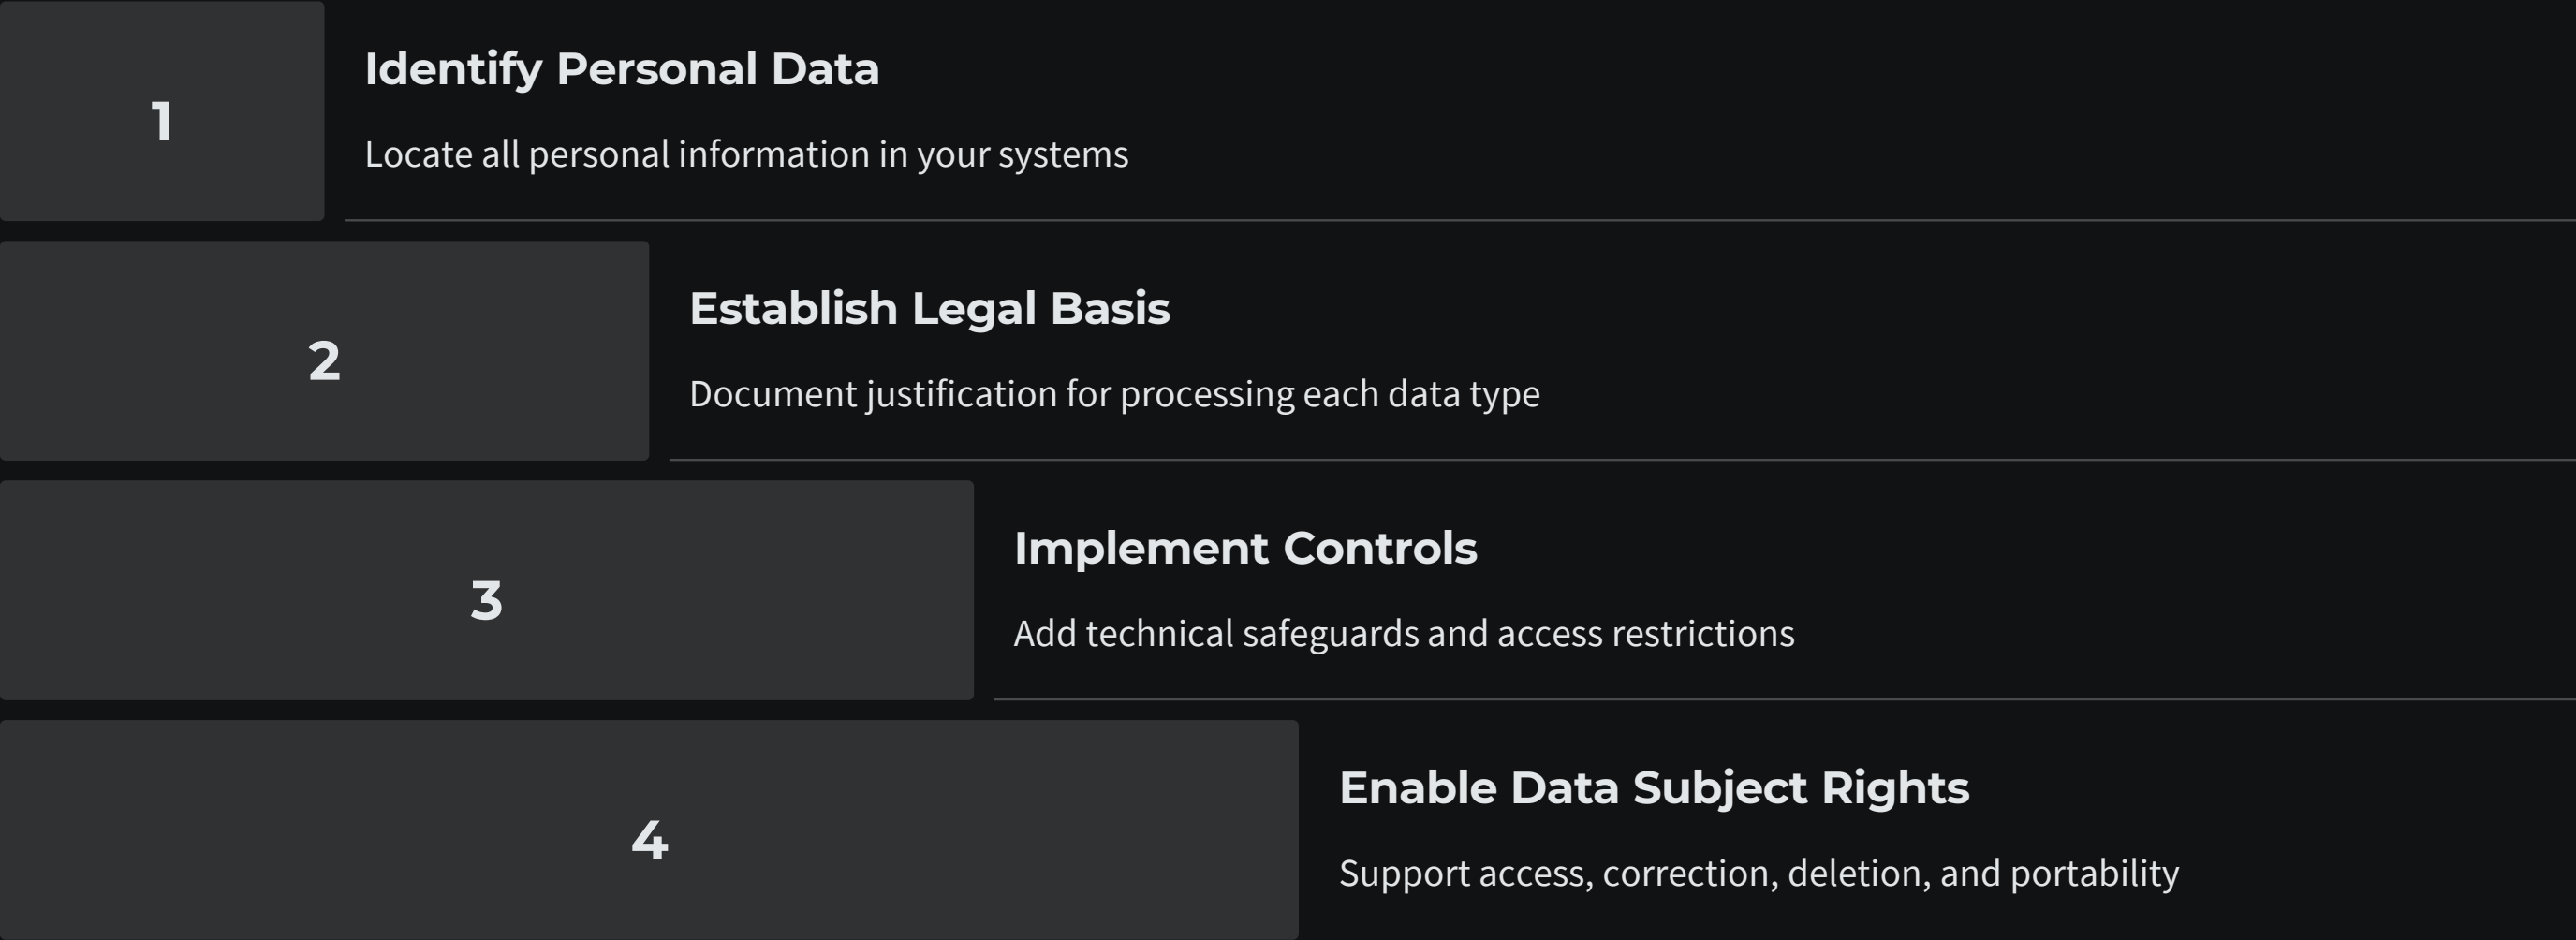 1
Identify Personal Data
Locate all personal information in your systems
2
Establish Legal Basis
Document justification for processing each data type
3
Implement Controls
Add technical safeguards and access restrictions
4
Enable Data Subject Rights
Support access, correction, deletion, and portability